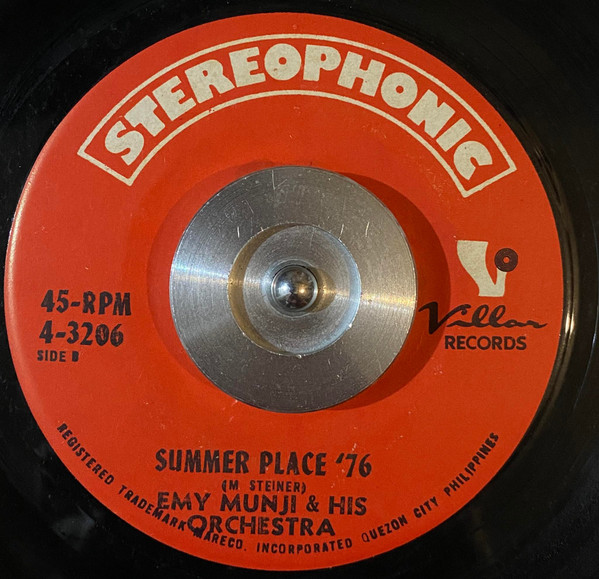 STEREOPHONIC
45-RPM
4-3206
SIDE B
Villar
RECORDS
SUMMER PLACE '76
(M STEINER)
EMY MUNJI & HIS
ORCHESTRA
REGISTERED TRADEMARK MARECO, INCORPORATED QUEZON CITY PHILIPPINES